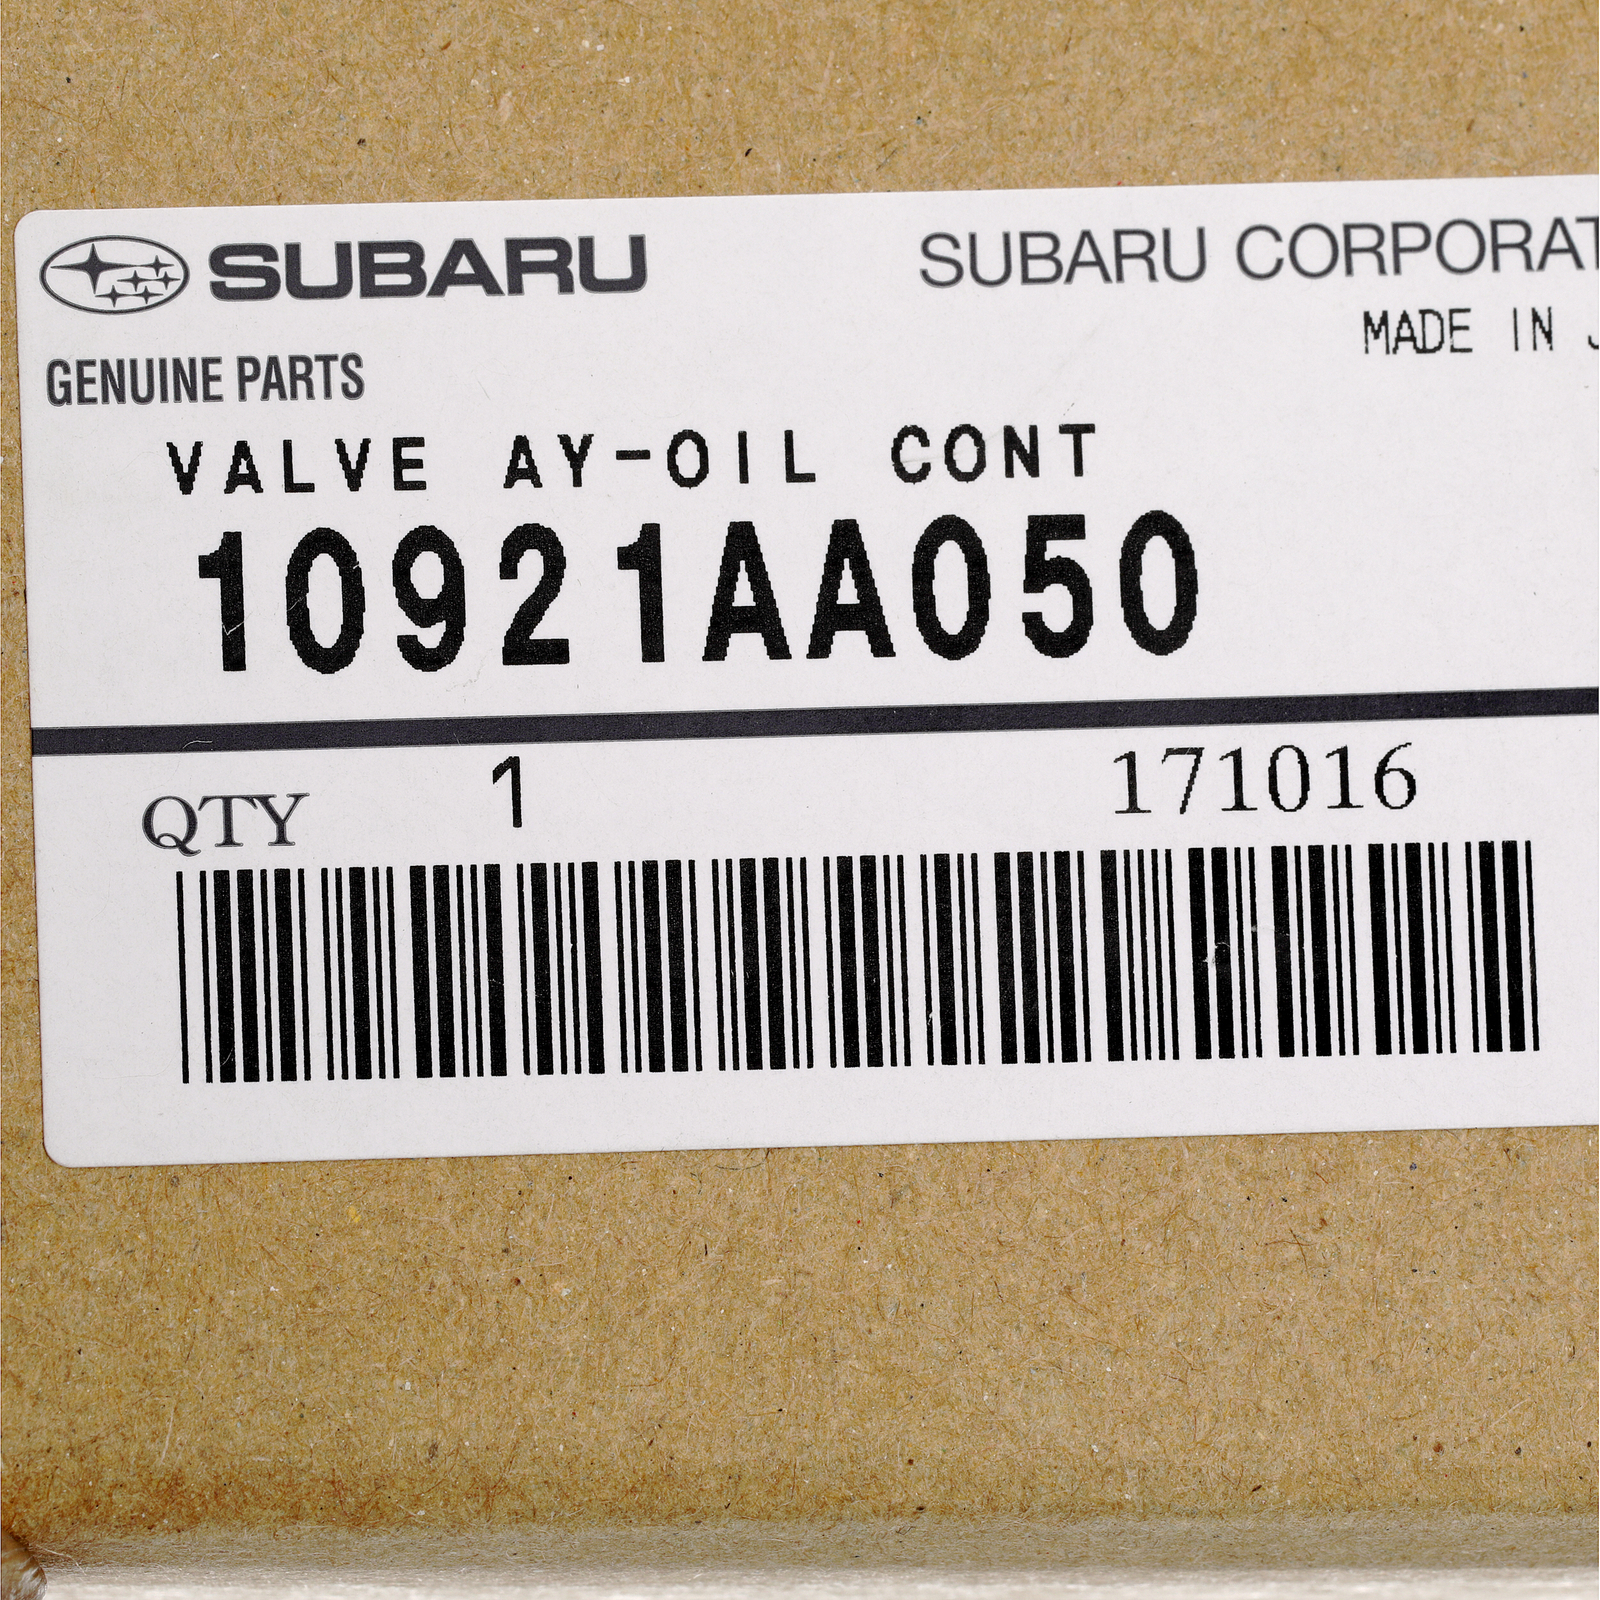 SUBARU SUBARU CORPORAT
MADE IN J
GENUINE PARTS
VALVE AY-OIL CONT
10921AA050
QTY 1 171016